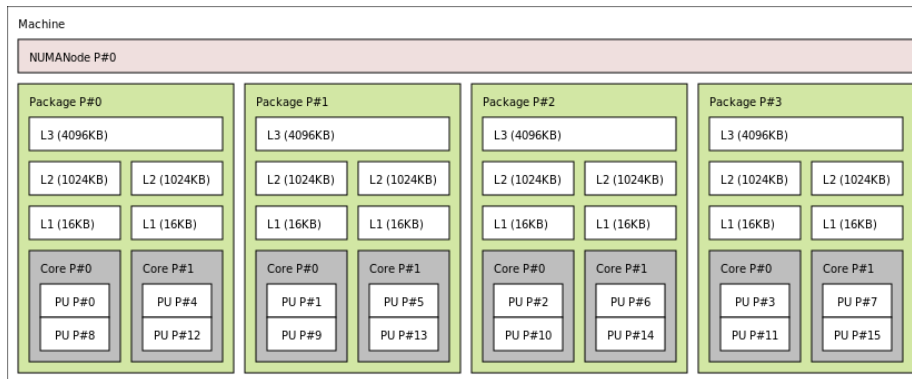 Machine
NUMANode P#0
Package P#0 Package P#1 Package P#2 Package P#3
L3 (4096KB) L3 (4096KB) L3 (4096KB) L3 (4096KB)
L2 (1024KB) L2 (1024KB) L2 (1024KB) L2 (1024KB) L2 (1024KB) L2 (1024KB) L2 (1024KB) L2 (1024KB)
L1 (16KB) L1 (16KB) L1 (16KB) L1 (16KB) L1 (16KB) L1 (16KB) L1 (16KB) L1 (16KB)
Core P#0 Core P#1 Core P#0 Core P#1 Core P#0 Core P#1 Core P#0 Core P#1
PU P#0 PU P#4 PU P#1 PU P#5 PU P#2 PU P#6 PU P#3 PU P#7
PU P#8 PU P#12 PU P#9 PU P#13 PU P#10 PU P#14 PU P#11 PU P#15